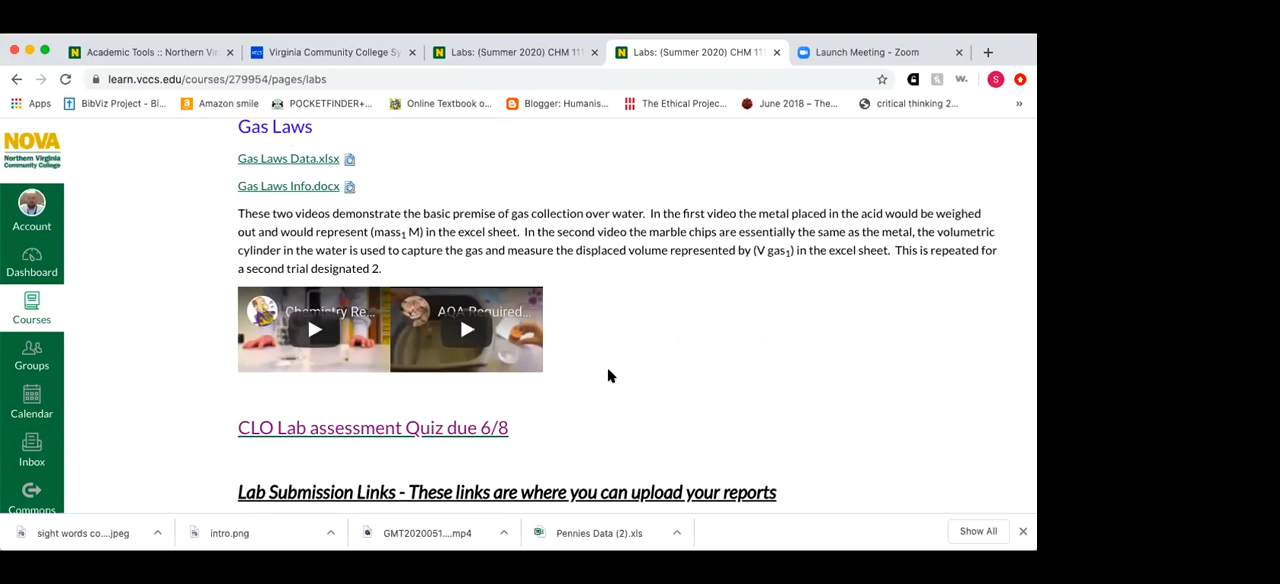 Academic Tools :: Northern Vir
Virginia Community College Sy
Labs: (Summer 2020) CHM 111
Labs: (Summer 2020) CHM 111
Launch Meeting - Zoom
learn.vccs.edu/courses/279954/pages/labs
Apps
BibViz Project - Bi...
Amazon smile
POCKETFINDER+...
Online Textbook o...
Blogger: Humanis...
The Ethical Projec...
June 2018 – The...
critical thinking 2...
NOVA
Northern Virginia
Community College
Account
Dashboard
Courses
Groups
Calendar
Inbox
Commons
Gas Laws
Gas Laws Data.xlsx
Gas Laws Info.docx
These two videos demonstrate the basic premise of gas collection over water. In the first video the metal placed in the acid would be weighed
out and would represent (mass₁ M) in the excel sheet. In the second video the marble chips are essentially the same as the metal, the volumetric
cylinder in the water is used to capture the gas and measure the displaced volume represented by (V gas₁) in the excel sheet. This is repeated for
a second trial designated 2.
Chemistry Re...
AQA Required...
CLO Lab assessment Quiz due 6/8
Lab Submission Links - These links are where you can upload your reports
sight words co....jpeg
intro.png
GMT2020051....mp4
Pennies Data (2).xls
Show All